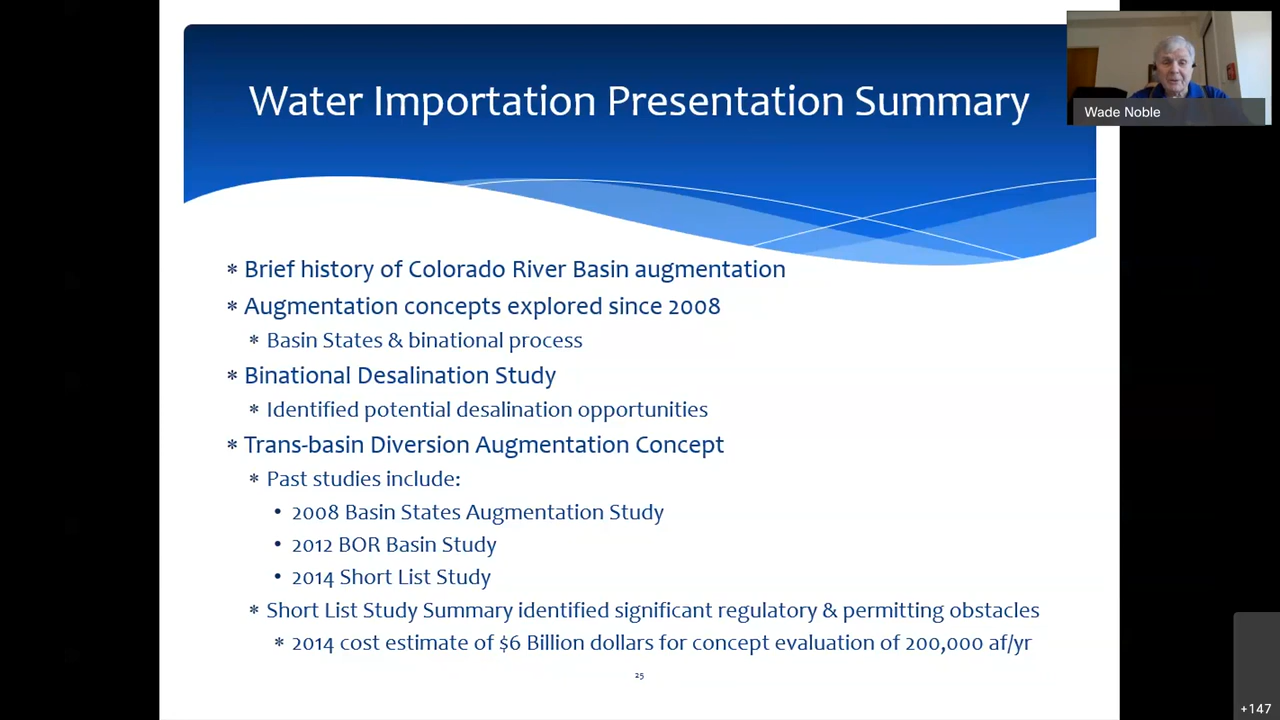 Water Importation Presentation Summary
Wade Noble
* Brief history of Colorado River Basin augmentation
* Augmentation concepts explored since 2008
* Basin States & binational process
* Binational Desalination Study
* Identified potential desalination opportunities
* Trans-basin Diversion Augmentation Concept
* Past studies include:
• 2008 Basin States Augmentation Study
• 2012 BOR Basin Study
• 2014 Short List Study
* Short List Study Summary identified significant regulatory & permitting obstacles
* 2014 cost estimate of $6 Billion dollars for concept evaluation of 200,000 af/yr
25
+147